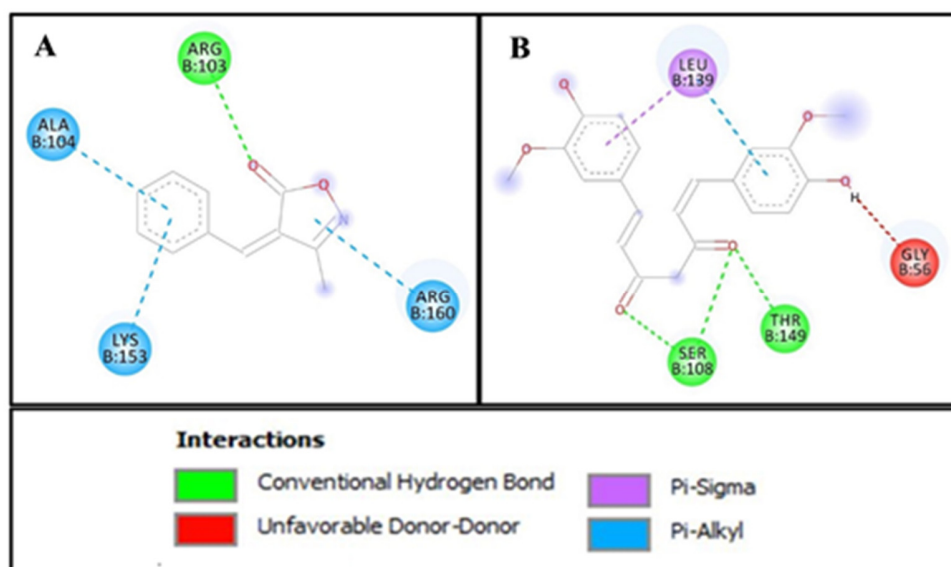 A
ARG
B:103
ALA
B:104
O
O
N
LYS
B:153
ARG
B:160
B
LEU
B:139
O
O
O
O
H
GLY
B:56
O
O
THR
B:149
SER
B:108
Interactions
Conventional Hydrogen Bond
Unfavorable Donor-Donor
Pi-Sigma
Pi-Alkyl